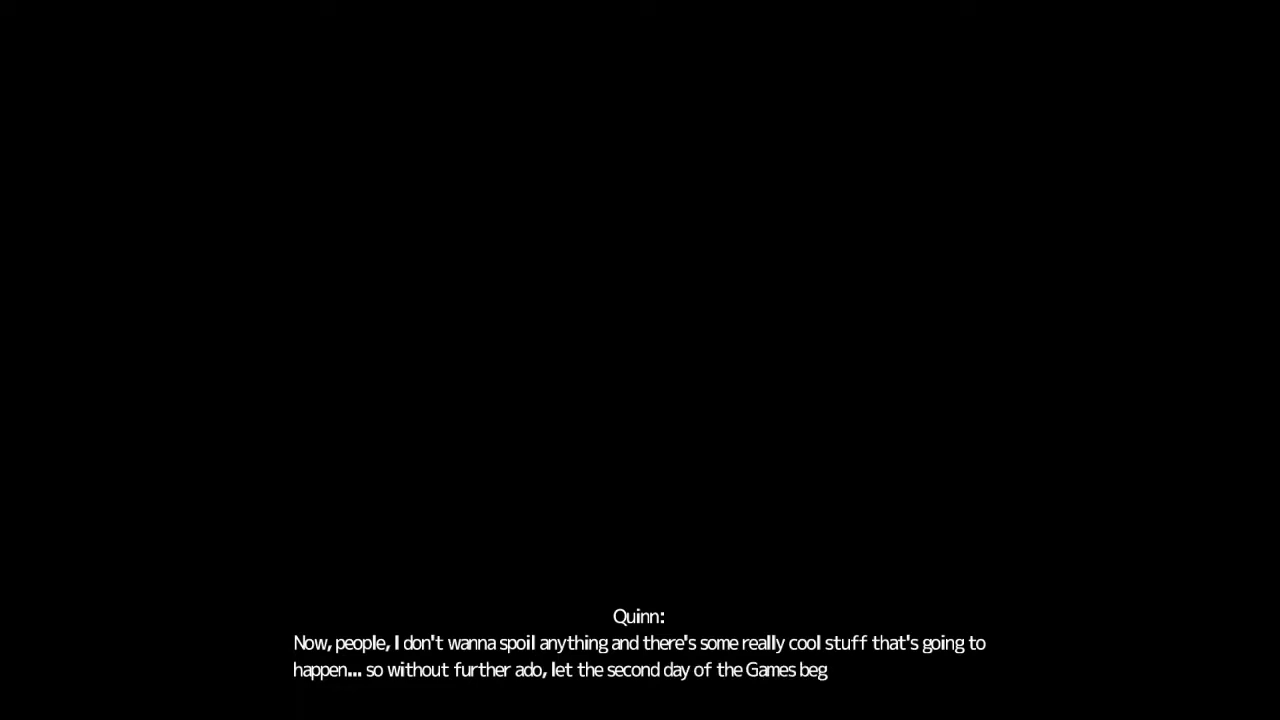 Quinn:
Now, people, I don't wanna spoil anything and there's some really cool stuff that's going to
happen... so without further ado, let the second day of the Games beg